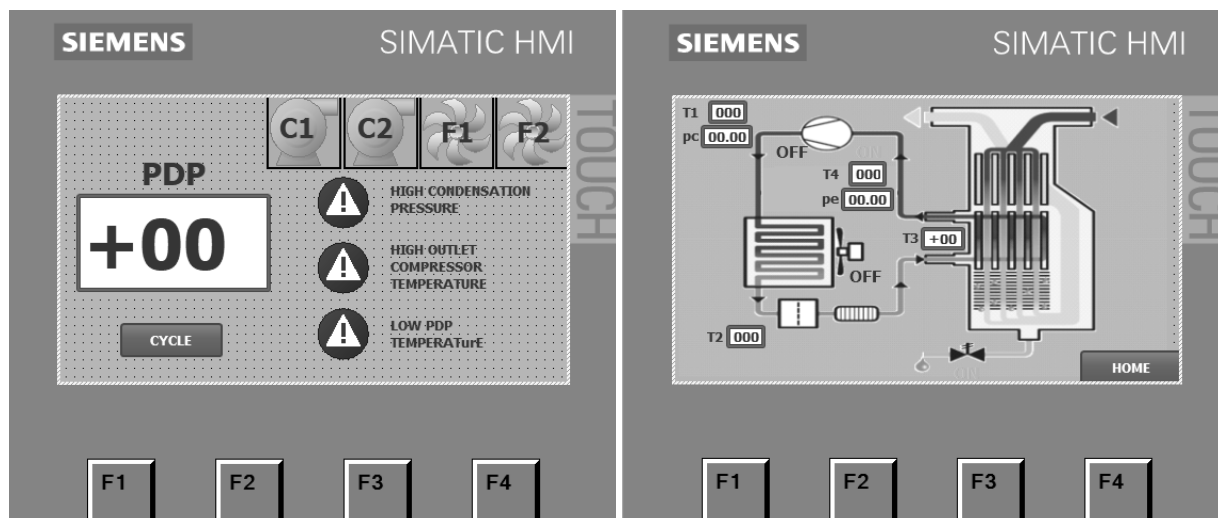 SIEMENS
SIMATIC HMI
TOUCH
C1
C2
F1
F2
PDP
+00
HIGH CONDENSATION
PRESSURE
HIGH OUTLET
COMPRESSOR
TEMPERATURE
LOW PDP
TEMPERATurE
CYCLE
F1
F2
F3
F4
SIEMENS
SIMATIC HMI
TOUCH
T1 000
pc 00.00
OFF
ON
T4 000
pe 00.00
T3 +00
OFF
T2 000
ON
HOME
F1
F2
F3
F4